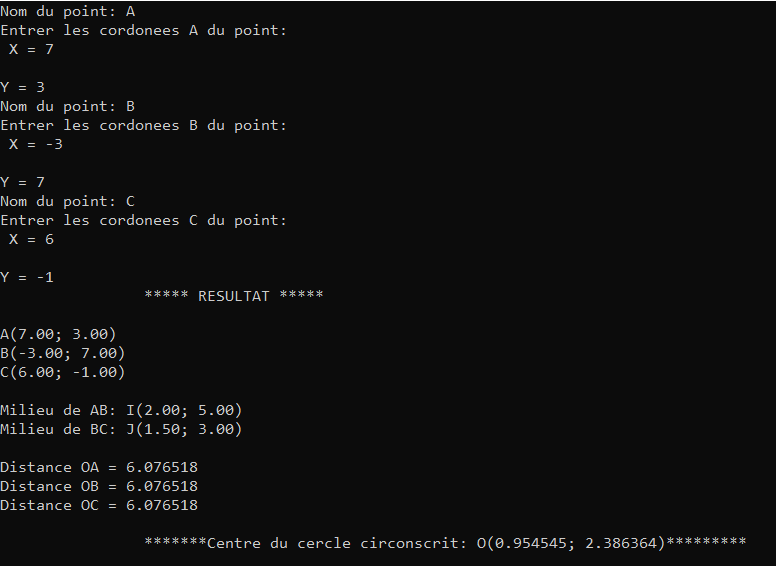 Nom du point: A
Entrer les cordonees A du point:
X = 7
Y = 3
Nom du point: B
Entrer les cordonees B du point:
X = -3
Y = 7
Nom du point: C
Entrer les cordonees C du point:
X = 6
Y = -1
***** RESULTAT *****
A(7.00; 3.00)
B(-3.00; 7.00)
C(6.00; -1.00)
Milieu de AB: I(2.00; 5.00)
Milieu de BC: J(1.50; 3.00)
Distance OA = 6.076518
Distance OB = 6.076518
Distance OC = 6.076518
*******Centre du cercle circonscrit: O(0.954545; 2.386364)*********